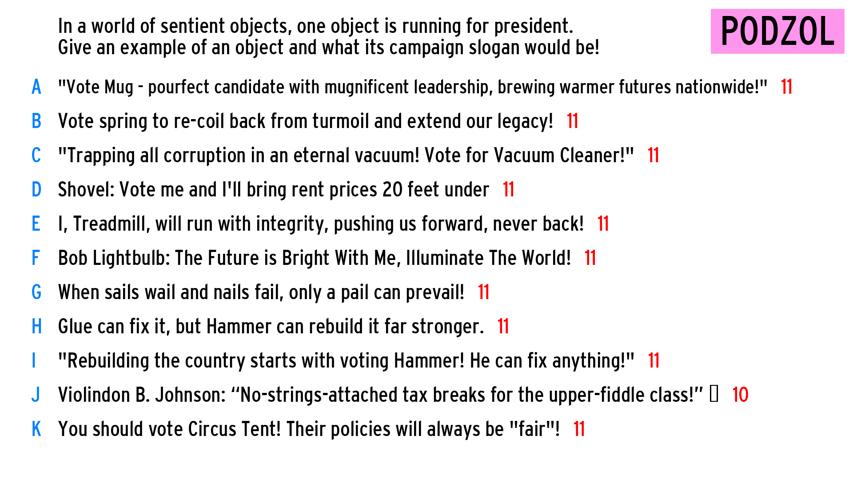 In a world of sentient objects, one object is running for president.
Give an example of an object and what its campaign slogan would be!
PODZOL
A "Vote Mug - pourfect candidate with mugnificent leadership, brewing warmer futures nationwide!" 11
B Vote spring to re-coil back from turmoil and extend our legacy! 11
C "Trapping all corruption in an eternal vacuum! Vote for Vacuum Cleaner!" 11
D Shovel: Vote me and I'll bring rent prices 20 feet under 11
E I, Treadmill, will run with integrity, pushing us forward, never back! 11
F Bob Lightbulb: The Future is Bright With Me, Illuminate The World! 11
G When sails wail and nails fail, only a pail can prevail! 11
H Glue can fix it, but Hammer can rebuild it far stronger. 11
I "Rebuilding the country starts with voting Hammer! He can fix anything!" 11
J Violindon B. Johnson: “No-strings-attached tax breaks for the upper-fiddle class!” 10
K You should vote Circus Tent! Their policies will always be "fair"! 11